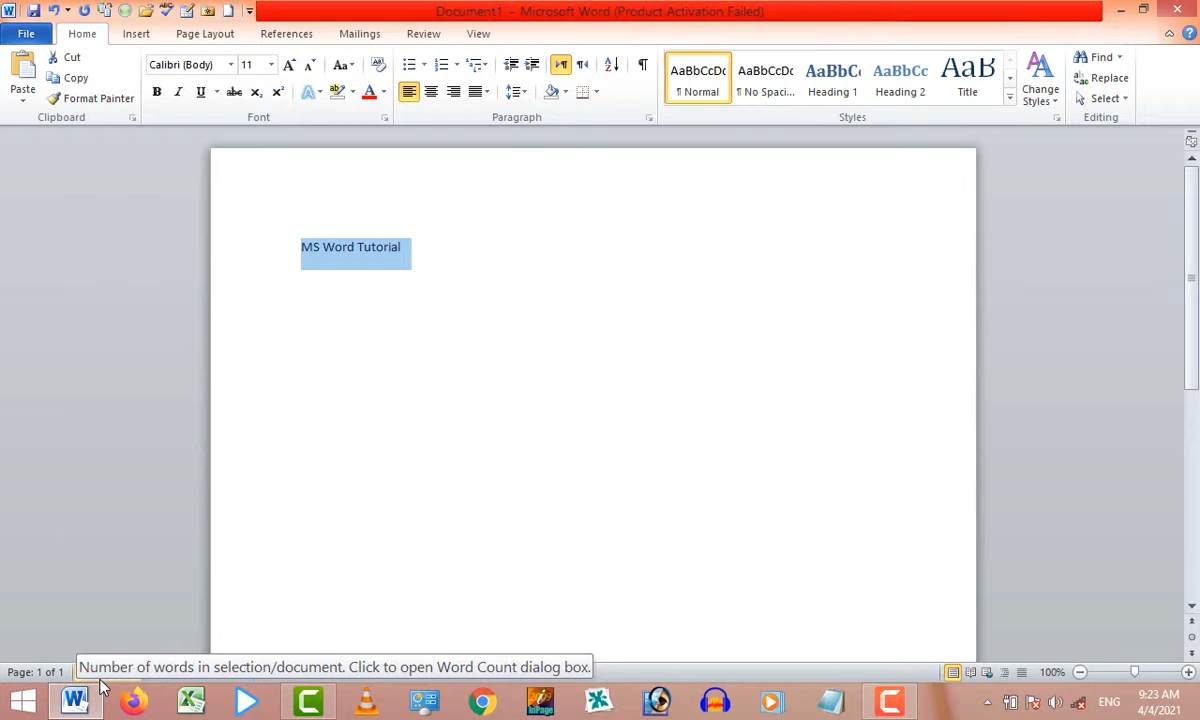 Document1 - Microsoft Word (Product Activation Failed)
File Home Insert Page Layout References Mailings Review View
Paste
Cut
Copy
Format Painter
Clipboard
Calibri (Body) 11
Font
Paragraph
AaBbCcDc AaBbCcDc AaBbC AaBbCc AaB
¶ Normal ¶ No Spaci... Heading 1 Heading 2 Title
Change
Styles
Styles
Find
Replace
Select
Editing
MS Word Tutorial
Number of words in selection/document. Click to open Word Count dialog box.
Page: 1 of 1
100%
InPage
ENG
9:23 AM
4/4/2021